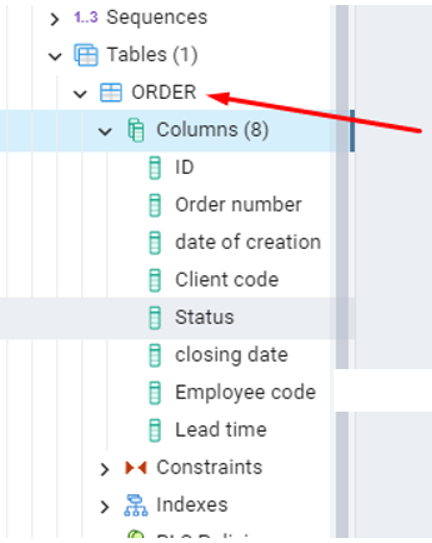 1..3 Sequences
Tables (1)
ORDER
Columns (8)
ID
Order number
date of creation
Client code
Status
closing date
Employee code
Lead time
Constraints
Indexes